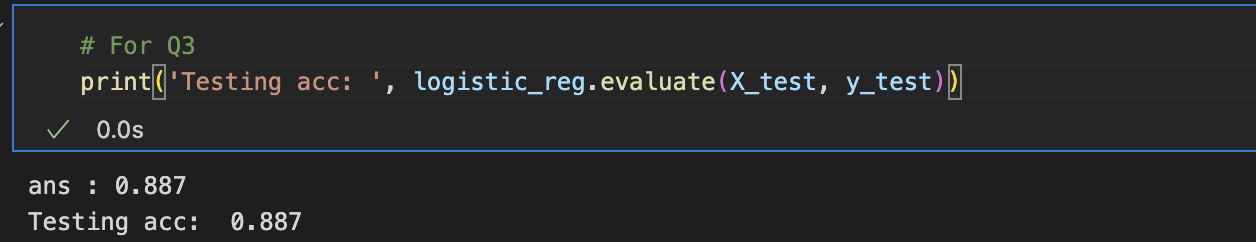 # For Q3
print('Testing acc: ', logistic_reg.evaluate(X_test, y_test))
0.0s
ans : 0.887
Testing acc:  0.887